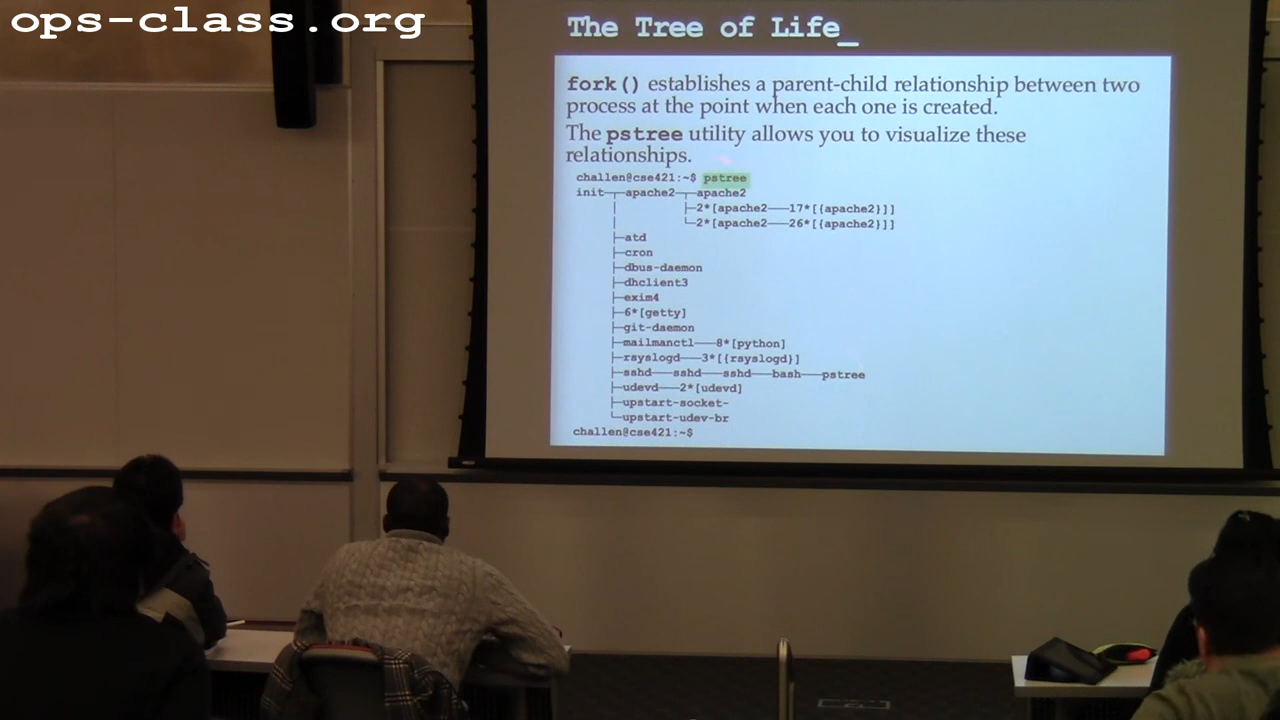 ops-class.org
The Tree of Life_
fork() establishes a parent-child relationship between two
process at the point when each one is created.
The pstree utility allows you to visualize these
relationships.
challen@cse421:~$ pstree
init─┬─apache2─┬─apache2
     │         ├─2*[apache2───17*[{apache2}]]
     │         └─2*[apache2───26*[{apache2}]]
     ├─atd
     ├─cron
     ├─dbus-daemon
     ├─dhclient3
     ├─exim4
     ├─6*[getty]
     ├─git-daemon
     ├─mailmanctl───8*[python]
     ├─rsyslogd───3*[{rsyslogd}]
     ├─sshd───sshd───sshd───bash───pstree
     ├─udevd───2*[udevd]
     ├─upstart-socket-
     └─upstart-udev-br
challen@cse421:~$